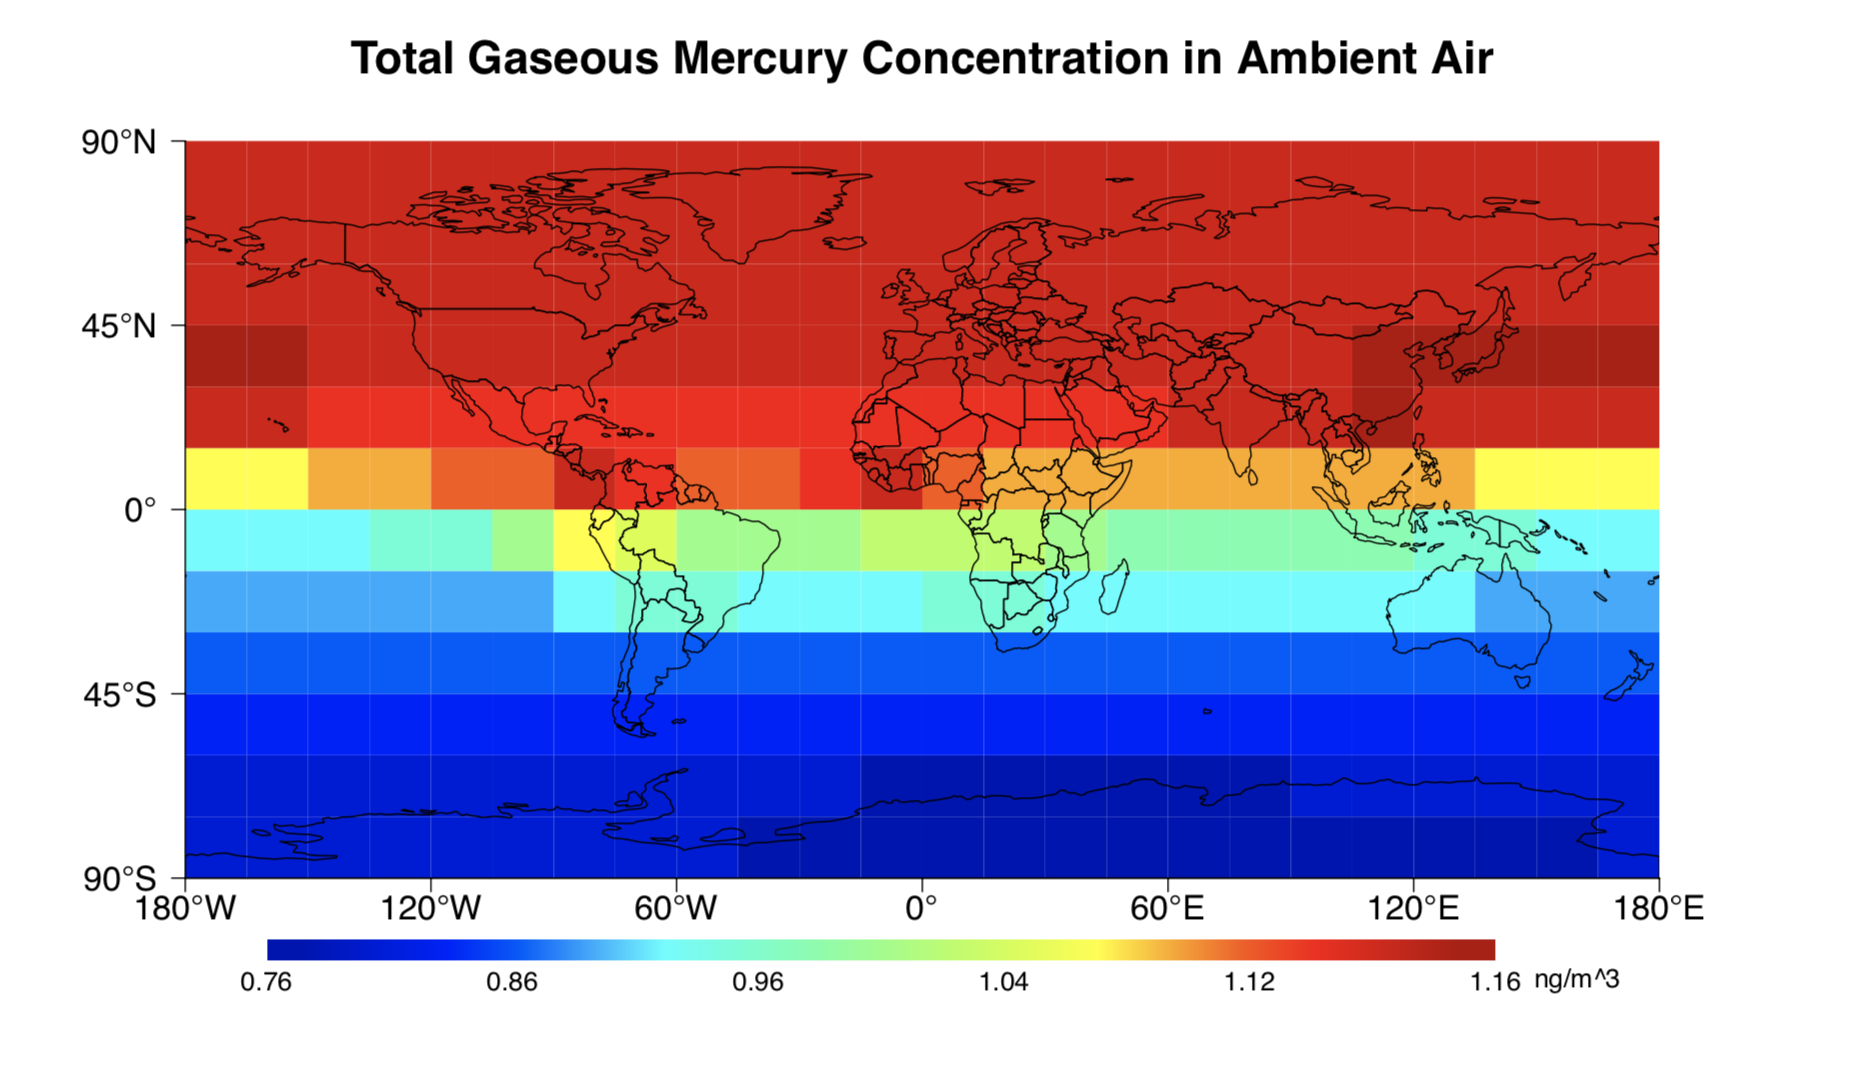 Total Gaseous Mercury Concentration in Ambient Air
90°N
45°N
0°
45°S
90°S
180°W 120°W 60°W 0° 60°E 120°E 180°E
0.76 0.86 0.96 1.04 1.12 1.16 ng/m^3